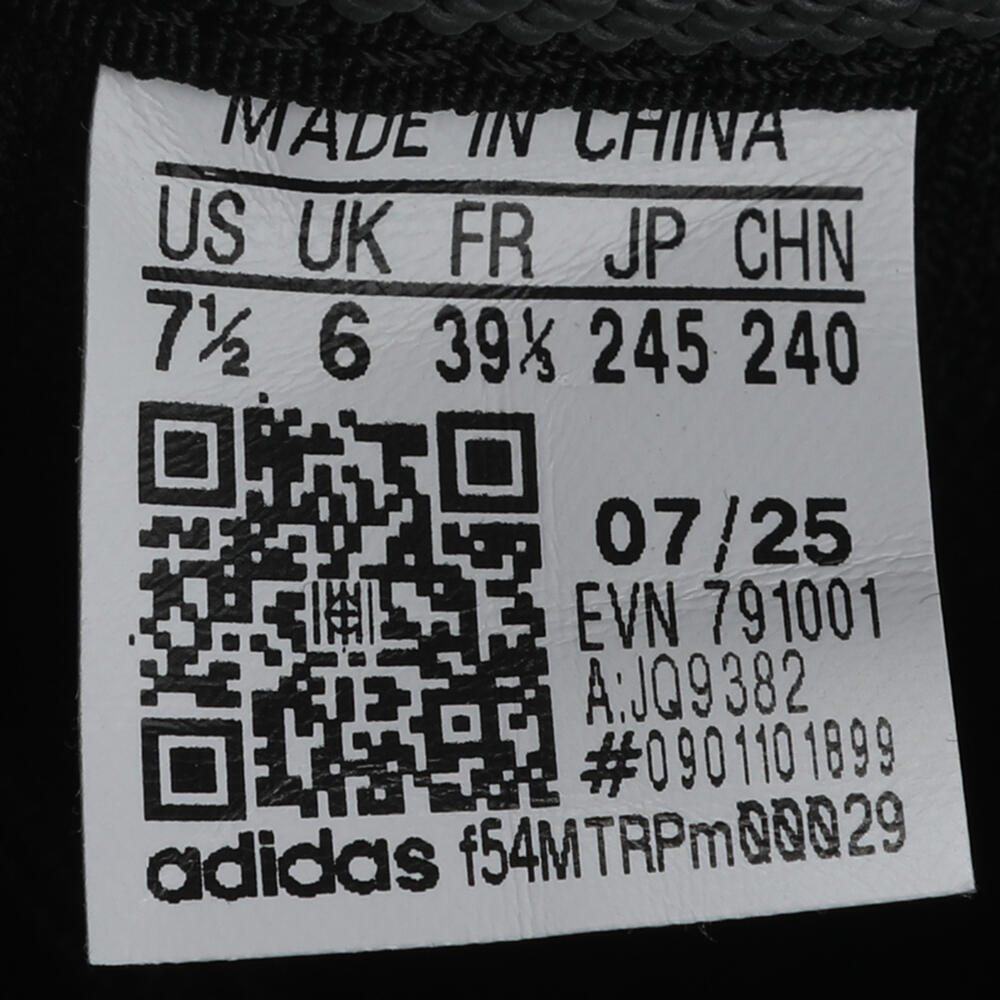 MADE IN CHINA
US UK FR JP CHN
7½ 6 39⅓ 245 240
07/25
EVN 791001
A:JQ9382
#0901101899
adidas f54MTRPm00029